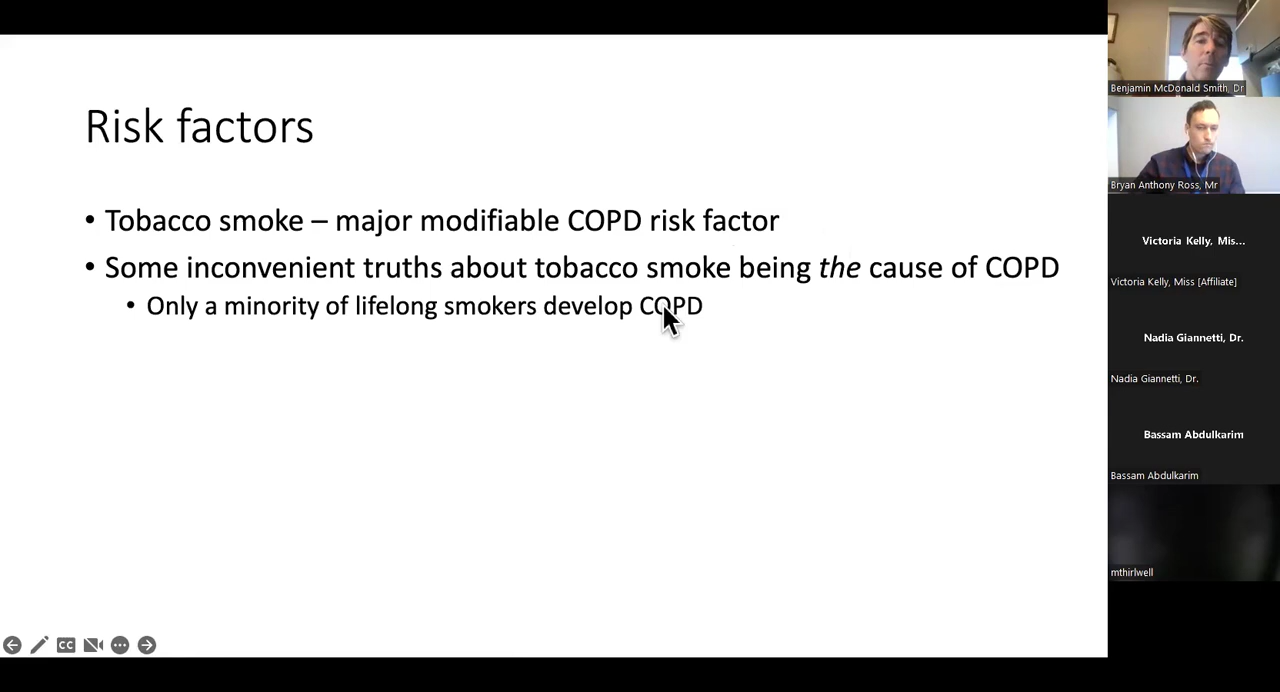 Risk factors
• Tobacco smoke – major modifiable COPD risk factor
• Some inconvenient truths about tobacco smoke being the cause of COPD
• Only a minority of lifelong smokers develop COPD
CC
Benjamin McDonald Smith, Dr
Bryan Anthony Ross, Mr
Victoria Kelly, Mis...
Victoria Kelly, Miss [Affiliate]
Nadia Giannetti, Dr.
Nadia Giannetti, Dr.
Bassam Abdulkarim
Bassam Abdulkarim
mthirlwell